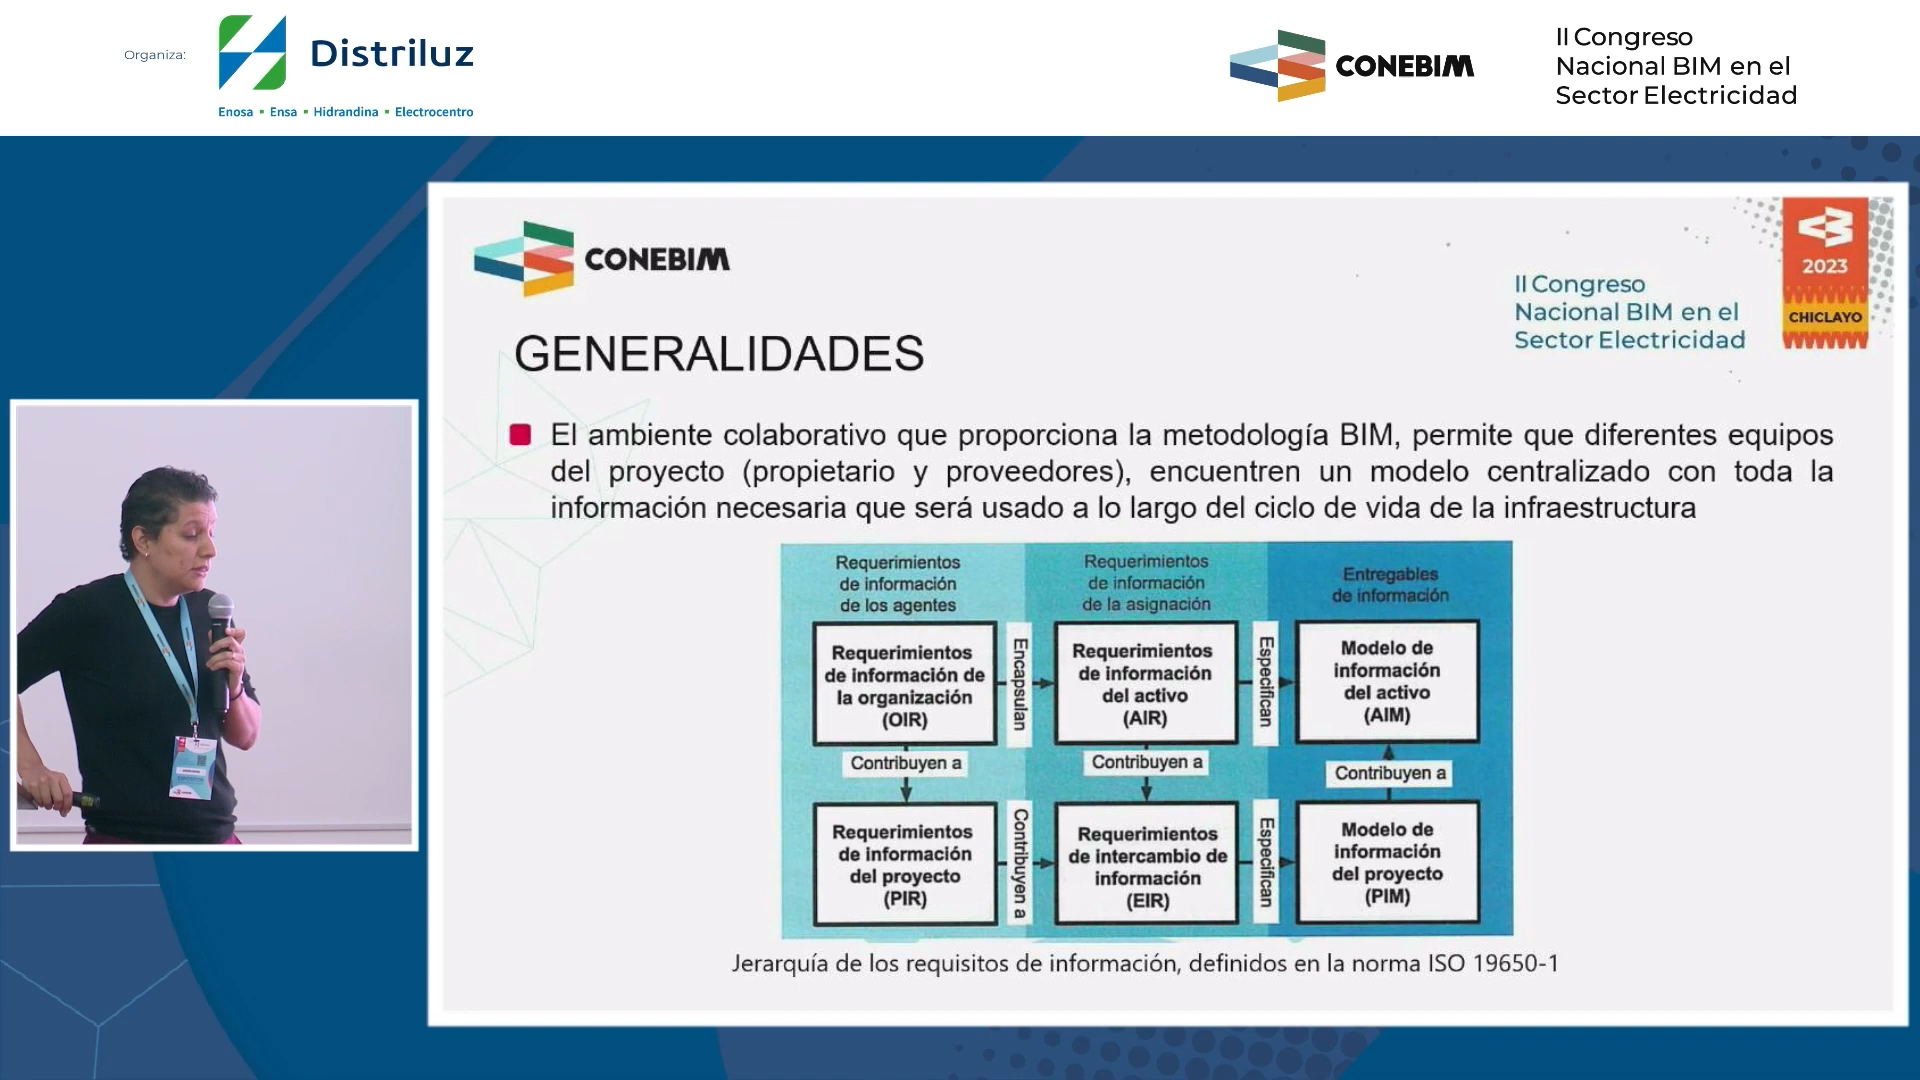 Organiza:
Distriluz
Enosa ▪ Ensa ▪ Hidrandina ▪ Electrocentro
CONEBIM
II Congreso
Nacional BIM en el
Sector Electricidad
CONEBIM
2023
CHICLAYO
II Congreso
Nacional BIM en el
Sector Electricidad
GENERALIDADES
El ambiente colaborativo que proporciona la metodología BIM, permite que diferentes equipos
del proyecto (propietario y proveedores), encuentren un modelo centralizado con toda la
información necesaria que será usado a lo largo del ciclo de vida de la infraestructura
Requerimientos
de información
de los agentes
Requerimientos
de información
de la asignación
Entregables
de información
Requerimientos
de información de
la organización
(OIR)
Encapsulan
Requerimientos
de información
del activo
(AIR)
Especifican
Modelo de
información
del activo
(AIM)
Contribuyen a
Contribuyen a
Contribuyen a
Requerimientos
de información
del proyecto
(PIR)
Contribuyen a
Requerimientos
de intercambio de
información
(EIR)
Especifican
Modelo de
información
del proyecto
(PIM)
Jerarquía de los requisitos de información, definidos en la norma ISO 19650-1